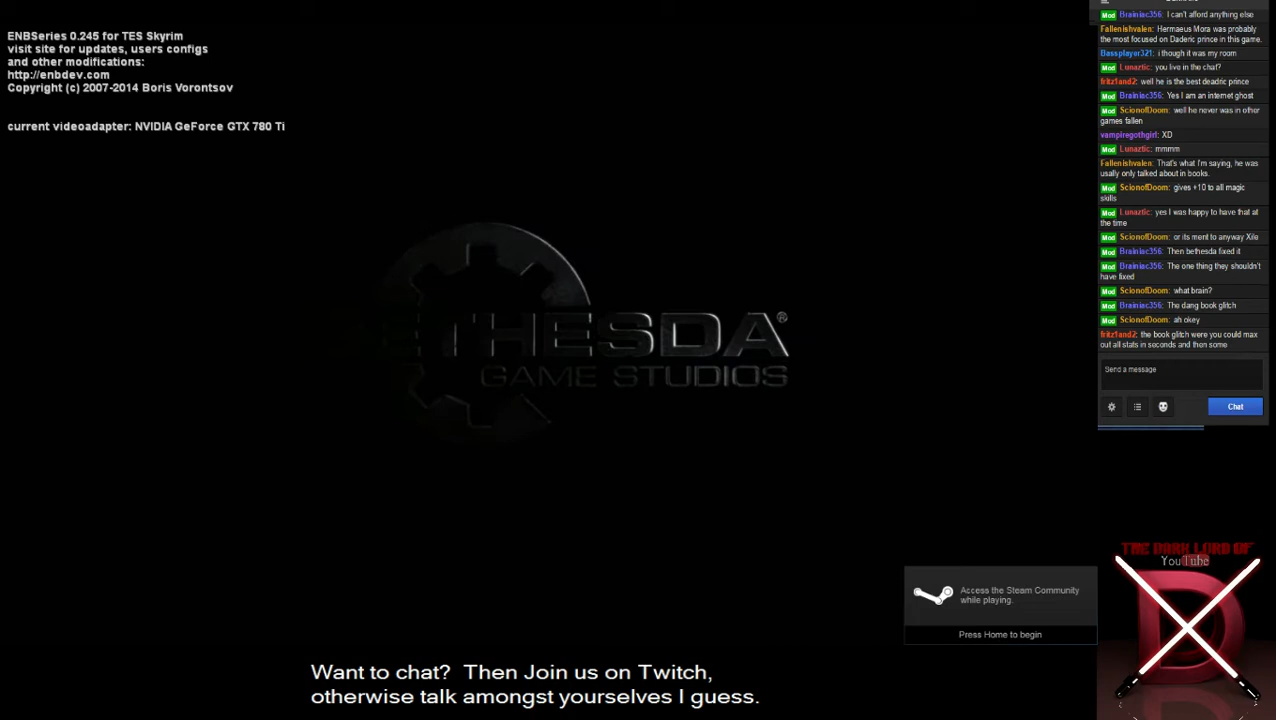 ENBSeries 0.245 for TES Skyrim
visit site for updates, users configs
and other modifications:
http://enbdev.com
Copyright (c) 2007-2014 Boris Vorontsov
current videoadapter: NVIDIA GeForce GTX 780 Ti
THESDA®
GAME STUDIOS
Mod Brainiac356: I can't afford anything else
Fallenishvalen: Hermaeus Mora was probably
the most focused on Daderic prince in this game.
Bassplayer321: i though it was my room
Mod Lunaztic: you live in the chat?
fritz1and2: well he is the best deadric prince
Mod Brainiac356: Yes I am an internet ghost
Mod ScionofDoom: well he never was in other
games fallen
vampiregothgirl: XD
Mod Lunaztic: mmmm
Fallenishvalen: That's what I'm saying, he was
usally only talked about in books.
Mod ScionofDoom: gives +10 to all magic
skills
Mod Lunaztic: yes I was happy to have that at
the time
Mod ScionofDoom: or its ment to anyway Xile
Mod Brainiac356: Then bethesda fixed it
Mod Brainiac356: The one thing they shouldn't
have fixed
Mod ScionofDoom: what brain?
Mod Brainiac356: The dang book glitch
Mod ScionofDoom: ah okey
fritz1and2: the book glitch were you could max
out all stats in seconds and then some
Send a message
Chat
Access the Steam Community
while playing.
Press Home to begin
THE DARK LORD OF
YouTube
D
Want to chat? Then Join us on Twitch,
otherwise talk amongst yourselves I guess.